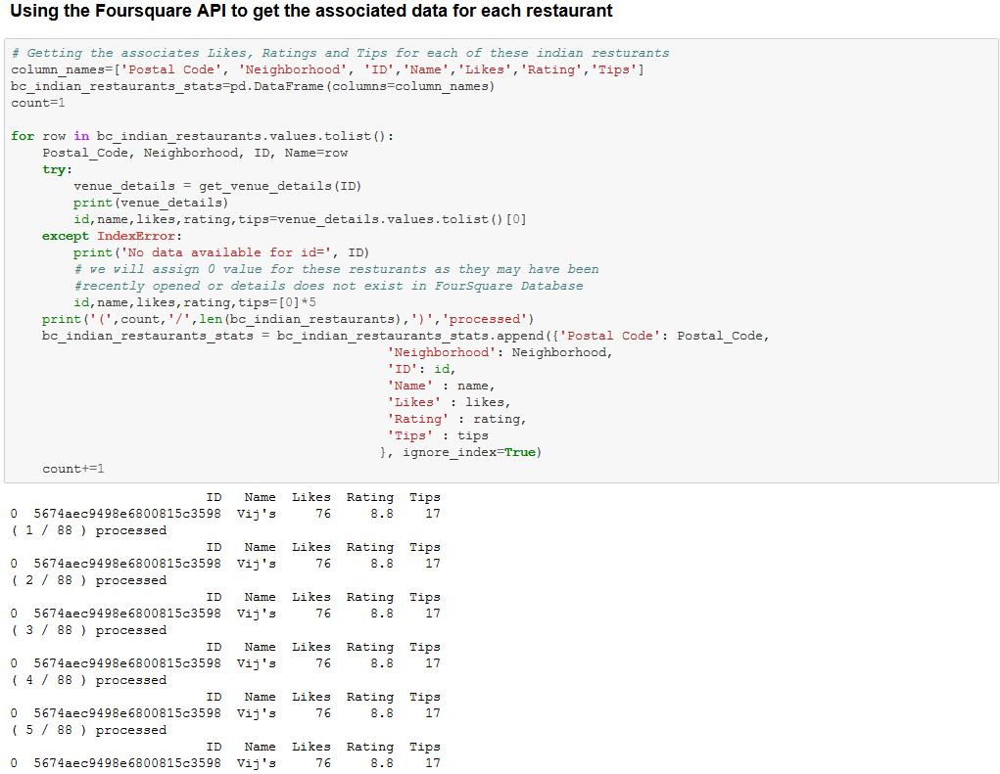 Using the Foursquare API to get the associated data for each restaurant
# Getting the associates Likes, Ratings and Tips for each of these indian resturants
column_names=['Postal Code', 'Neighborhood', 'ID','Name','Likes','Rating','Tips']
bc_indian_restaurants_stats=pd.DataFrame(columns=column_names)
count=1
for row in bc_indian_restaurants.values.tolist():
    Postal_Code, Neighborhood, ID, Name=row
    try:
        venue_details = get_venue_details(ID)
        print(venue_details)
        id,name,likes,rating,tips=venue_details.values.tolist()[0]
    except IndexError:
        print('No data available for id=', ID)
        # we will assign 0 value for these resturants as they may have been
        #recently opened or details does not exist in FourSquare Database
        id,name,likes,rating,tips=[0]*5
    print('(',count,'/',len(bc_indian_restaurants),')','processed')
    bc_indian_restaurants_stats = bc_indian_restaurants_stats.append({'Postal Code': Postal_Code,
                                                'Neighborhood': Neighborhood,
                                                'ID': id,
                                                'Name' : name,
                                                'Likes' : likes,
                                                'Rating' : rating,
                                                'Tips' : tips
                                               }, ignore_index=True)
    count+=1
                         ID   Name  Likes  Rating  Tips
0  5674aec9498e6800815c3598  Vij's     76     8.8    17
( 1 / 88 ) processed
                         ID   Name  Likes  Rating  Tips
0  5674aec9498e6800815c3598  Vij's     76     8.8    17
( 2 / 88 ) processed
                         ID   Name  Likes  Rating  Tips
0  5674aec9498e6800815c3598  Vij's     76     8.8    17
( 3 / 88 ) processed
                         ID   Name  Likes  Rating  Tips
0  5674aec9498e6800815c3598  Vij's     76     8.8    17
( 4 / 88 ) processed
                         ID   Name  Likes  Rating  Tips
0  5674aec9498e6800815c3598  Vij's     76     8.8    17
( 5 / 88 ) processed
                         ID   Name  Likes  Rating  Tips
0  5674aec9498e6800815c3598  Vij's     76     8.8    17